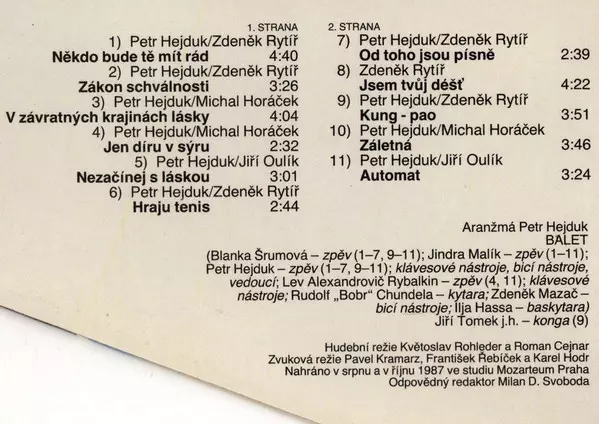 1. STRANA
1) Petr Hejduk/Zdeněk Rytíř
Někdo bude tě mít rád 4:40
2) Petr Hejduk/Zdeněk Rytíř
Zákon schválnosti 3:26
3) Petr Hejduk/Michal Horáček
V závratných krajinách lásky 4:04
4) Petr Hejduk/Michal Horáček
Jen díru v sýru 2:32
5) Petr Hejduk/Jiří Oulík
Nezačínej s láskou 3:01
6) Petr Hejduk/Zdeněk Rytíř
Hraju tenis 2:44
2. STRANA
7) Petr Hejduk/Zdeněk Rytíř
Od toho jsou písně 2:39
8) Zdeněk Rytíř
Jsem tvůj déšť 4:22
9) Petr Hejduk/Zdeněk Rytíř
Kung - pao 3:51
10) Petr Hejduk/Michal Horáček
Záletná 3:46
11) Petr Hejduk/Jiří Oulík
Automat 3:24
Aranžmá Petr Hejduk
BALET
(Blanka Šrumová – zpěv (1–7, 9–11); Jindra Malík – zpěv (1–11);
Petr Hejduk – zpěv (1–7, 9–11); klávesové nástroje, bicí nástroje,
vedoucí; Lev Alexandrovič Rybalkin – zpěv (4, 11); klávesové
nástroje; Rudolf „Bobr" Chundela – kytara; Zdeněk Mazač –
bicí nástroje; Ilja Hassa – baskytara)
Jiří Tomek j.h. – konga (9)
Hudební režie Květoslav Rohleder a Roman Cejnar
Zvuková režie Pavel Kramarz, František Řebíček a Karel Hodr
Nahráno v srpnu a v říjnu 1987 ve studiu Mozarteum Praha
Odpovědný redaktor Milan D. Svoboda